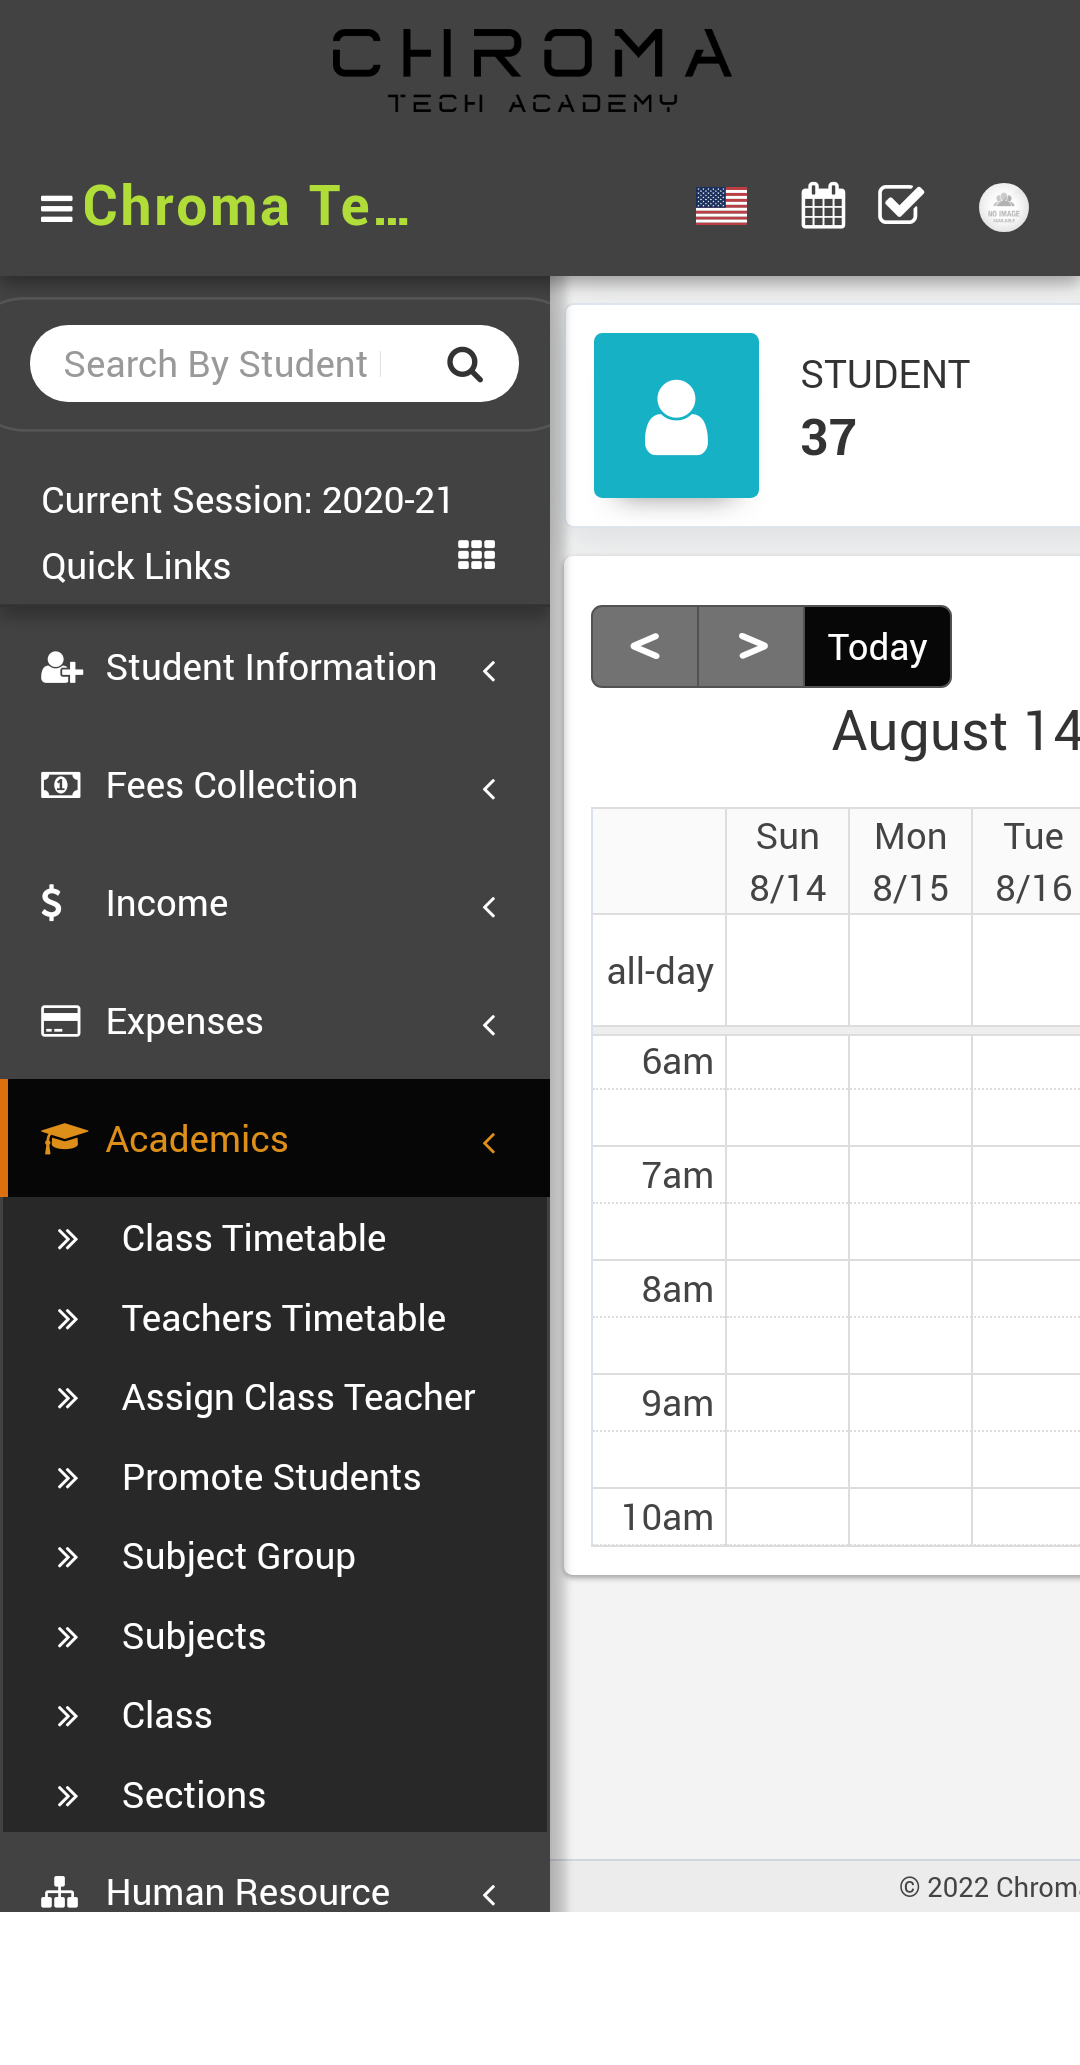 CHROMA
TECH ACADEMY
Chroma Te...
Search By Student
STUDENT
37
Current Session: 2020-21
Quick Links
Student Information
Fees Collection
Income
Expenses
Academics
Class Timetable
Teachers Timetable
Assign Class Teacher
Promote Students
Subject Group
Subjects
Class
Sections
Human Resource
< > Today
August 14
Sun Mon Tue
8/14 8/15 8/16
all-day
6am
7am
8am
9am
10am
© 2022 Chroma
NO IMAGE
AVAILABLE